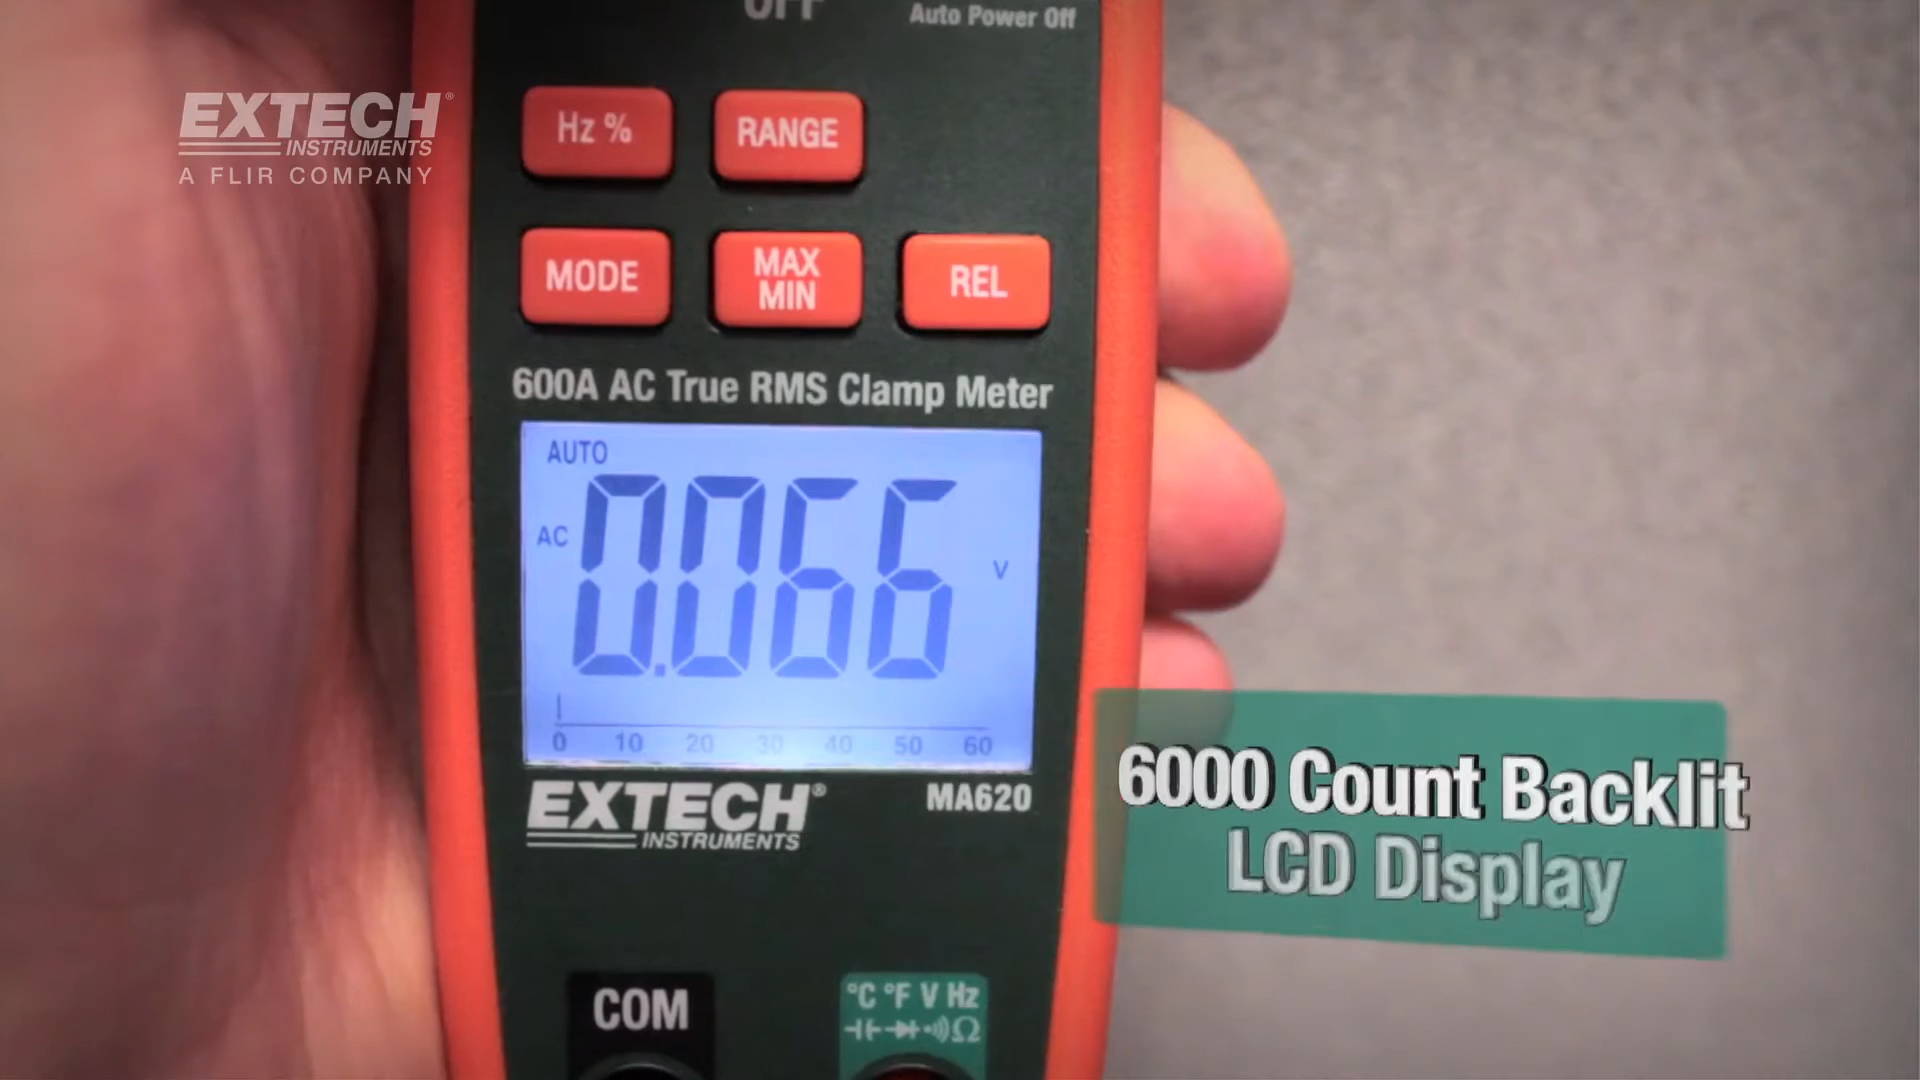 OFF
Auto Power Off
EXTECH®
INSTRUMENTS
A FLIR COMPANY
Hz %
RANGE
MODE
MAX
MIN
REL
600A AC True RMS Clamp Meter
AUTO
AC
0.066
V
0 10 20 30 40 50 60
EXTECH®
INSTRUMENTS
MA620
6000 Count Backlit
LCD Display
COM
°C °F V Hz
Ω